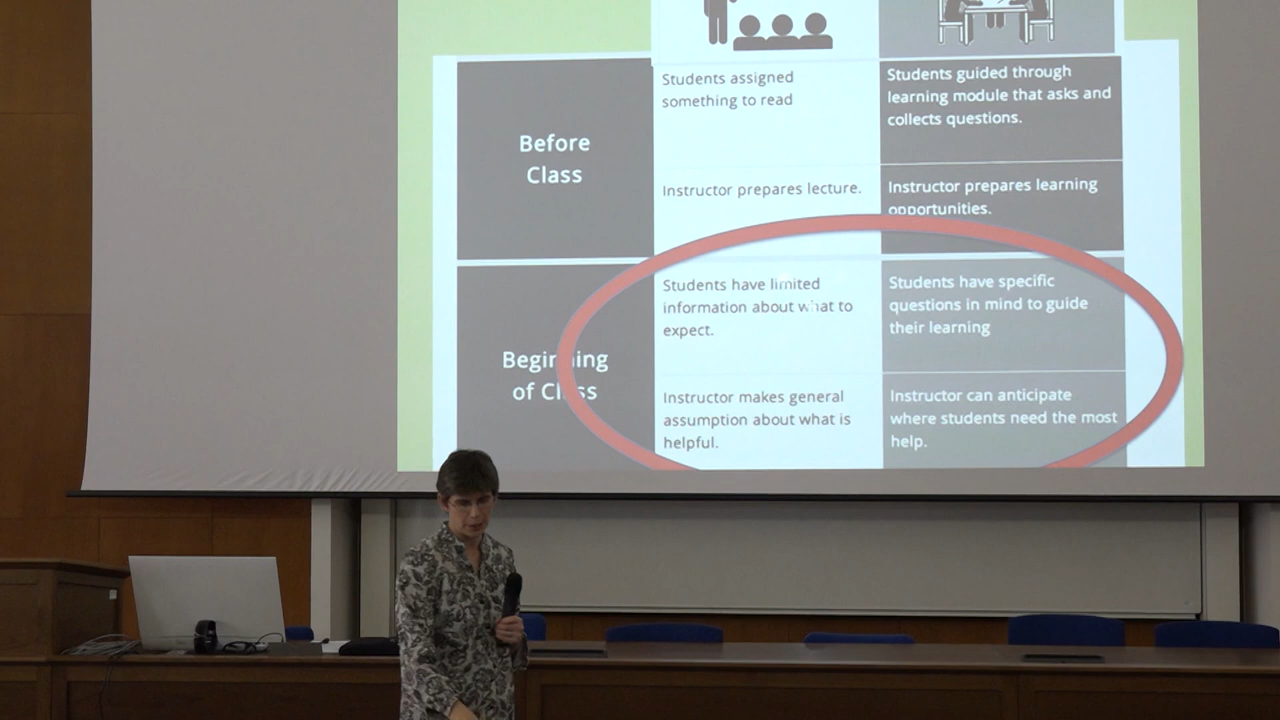 Before
Class
Students assigned
something to read
Students guided through
learning module that asks and
collects questions.
Instructor prepares lecture.
Instructor prepares learning
opportunities.
Beginning
of Class
Students have limited
information about what to
expect.
Students have specific
questions in mind to guide
their learning
Instructor makes general
assumption about what is
helpful.
Instructor can anticipate
where students need the most
help.